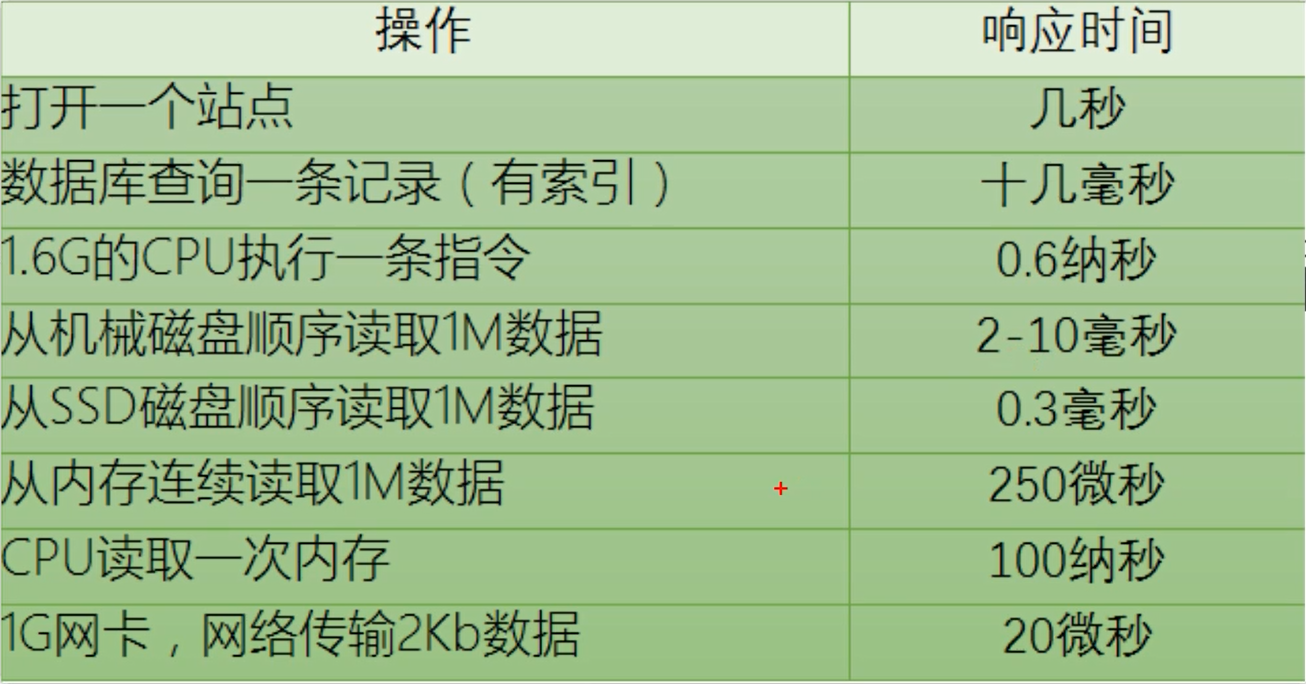 操作 响应时间
打开一个站点 几秒
数据库查询一条记录（有索引） 十几毫秒
1.6G的CPU执行一条指令 0.6纳秒
从机械磁盘顺序读取1M数据 2-10毫秒
从SSD磁盘顺序读取1M数据 0.3毫秒
从内存连续读取1M数据 250微秒
CPU读取一次内存 100纳秒
1G网卡，网络传输2Kb数据 20微秒